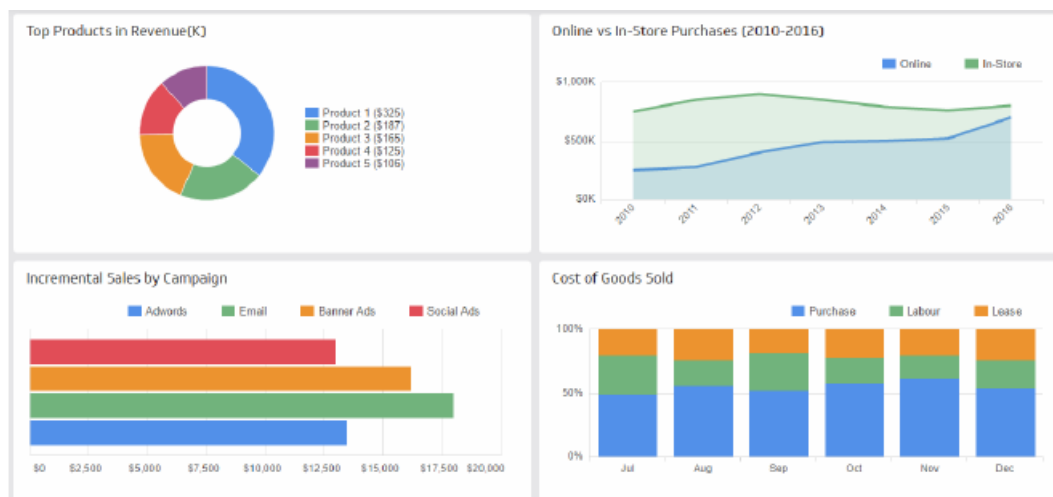 Top Products in Revenue(K)
Product 1 ($325)
Product 2 ($187)
Product 3 ($165)
Product 4 ($125)
Product 5 ($106)
Online vs In-Store Purchases (2010-2016)
Online In-Store
$1,000K
$500K
$0K
2010 2011 2012 2013 2014 2015 2016
Incremental Sales by Campaign
Adwords Email Banner Ads Social Ads
$0 $2,500 $5,000 $7,500 $10,000 $12,500 $15,000 $17,500 $20,000
Cost of Goods Sold
Purchase Labour Lease
100%
50%
0%
Jul Aug Sep Oct Nov Dec